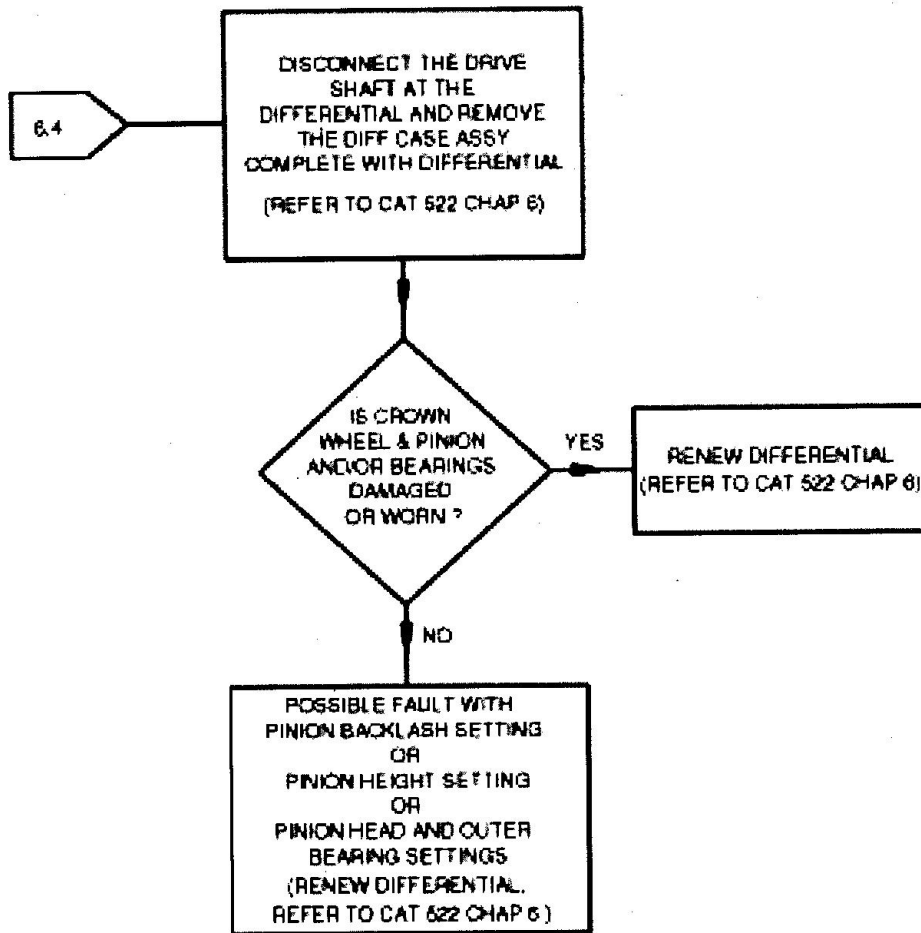 6.4
DISCONNECT THE DRIVE
SHAFT AT THE
DIFFERENTIAL AND REMOVE
THE DIFF CASE ASSY
COMPLETE WITH DIFFERENTIAL
(REFER TO CAT 522 CHAP 6)
IS CROWN
WHEEL & PINION
AND/OR BEARINGS
DAMAGED
OR WORN ?
YES
RENEW DIFFERENTIAL
(REFER TO CAT 522 CHAP 6)
NO
POSSIBLE FAULT WITH
PINION BACKLASH SETTING
OR
PINION HEIGHT SETTING
OR
PINION HEAD AND OUTER
BEARING SETTINGS
(RENEW DIFFERENTIAL.
REFER TO CAT 522 CHAP 6 )